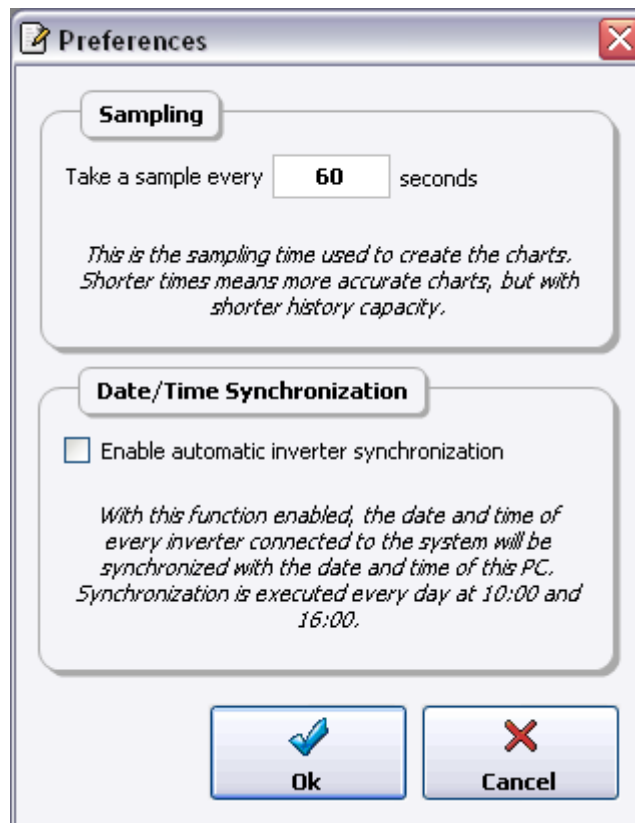 Preferences
Sampling
Take a sample every 60 seconds
This is the sampling time used to create the charts.
Shorter times means more accurate charts, but with
shorter history capacity.
Date/Time Synchronization
Enable automatic inverter synchronization
With this function enabled, the date and time of
every inverter connected to the system will be
synchronized with the date and time of this PC.
Synchronization is executed every day at 10:00 and
16:00.
Ok
Cancel